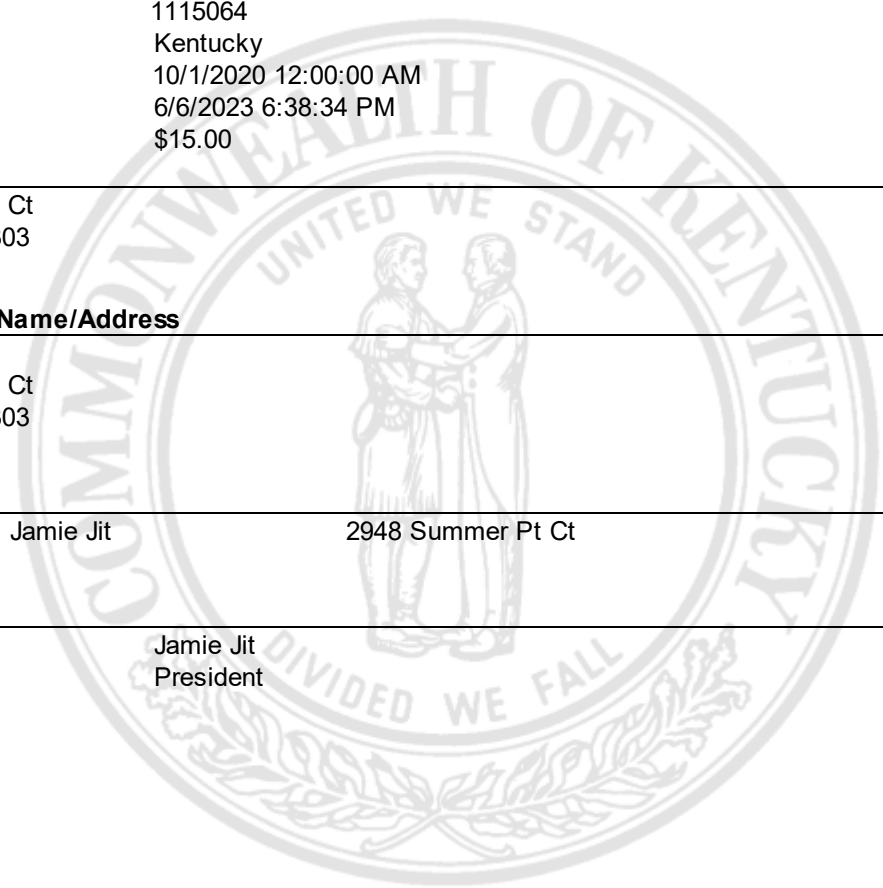 1115064
Kentucky
10/1/2020 12:00:00 AM
6/6/2023 6:38:34 PM
$15.00
Ct
03
Name/Address
Ct
03
Jamie Jit 2948 Summer Pt Ct
Jamie Jit
President
COMMONWEALTH OF KENTUCKY
UNITED WE STAND
DIVIDED WE FALL